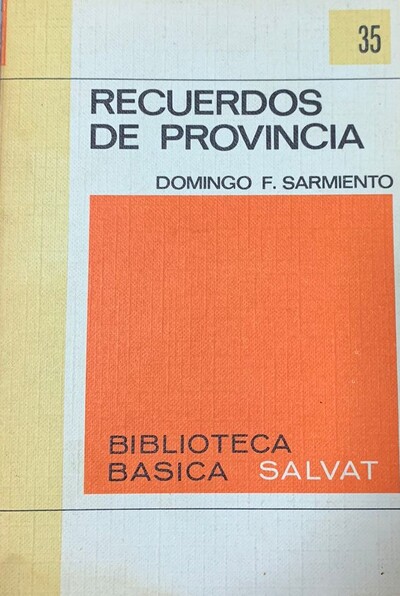 35
RECUERDOS
DE PROVINCIA
DOMINGO F. SARMIENTO
BIBLIOTECA
BASICA SALVAT